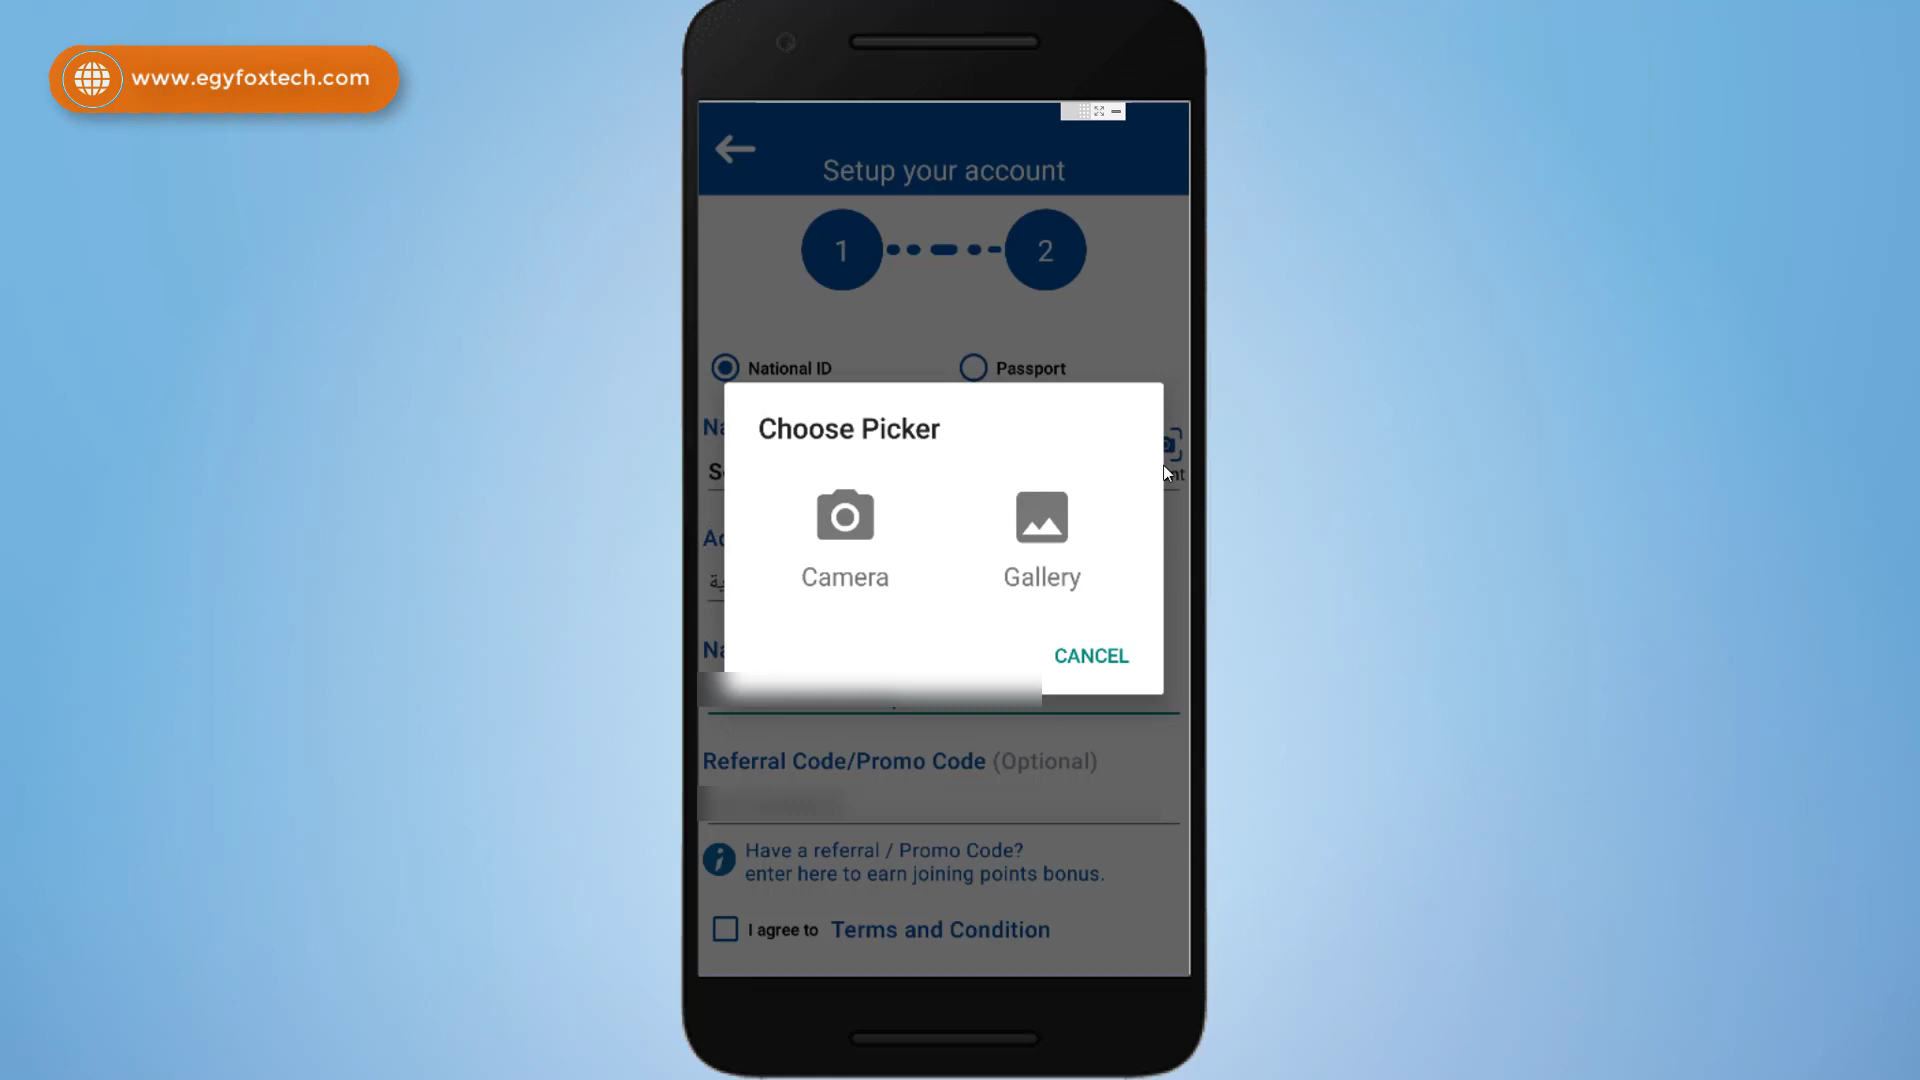 www.egyfoxtech.com
Setup your account
1
2
National ID
Passport
Choose Picker
Camera
Gallery
CANCEL
Referral Code/Promo Code (Optional)
Have a referral / Promo Code?
enter here to earn joining points bonus.
I agree to Terms and Condition